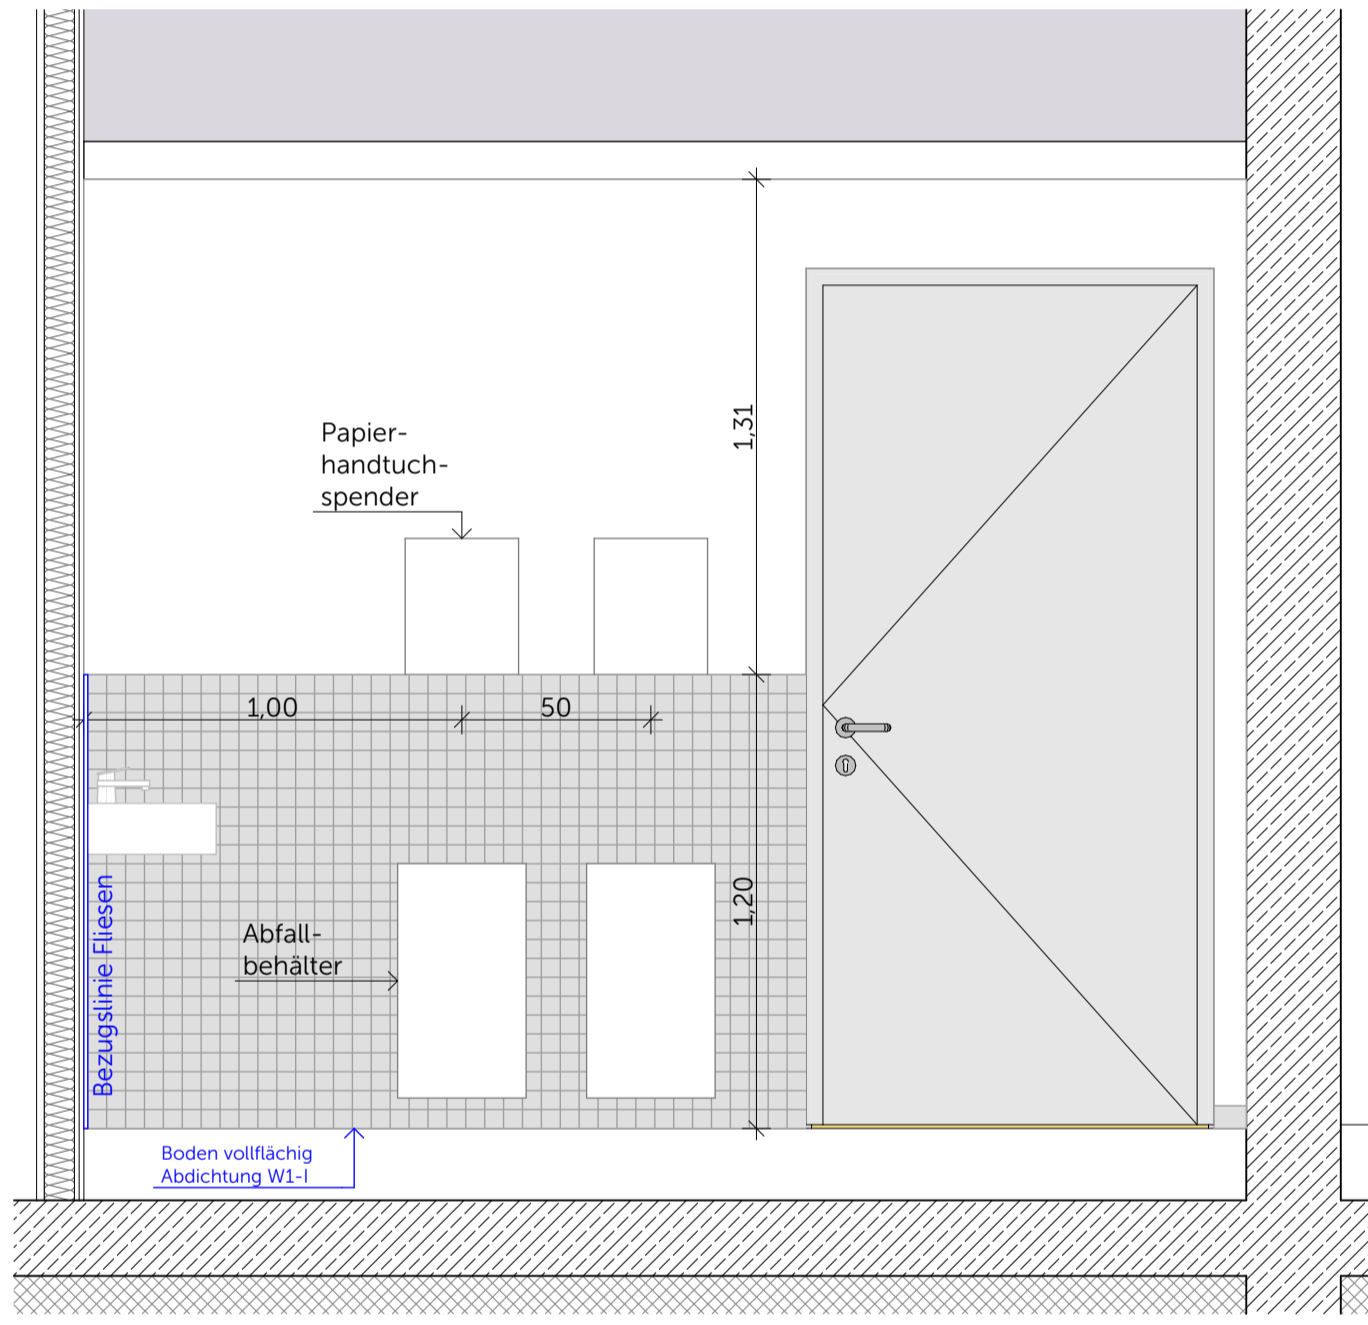 1,31
Papier-
handtuch-
spender
1,00
50
1,20
Abfall-
behälter
Bezugslinie Fliesen
Boden vollflächig
Abdichtung W1-I